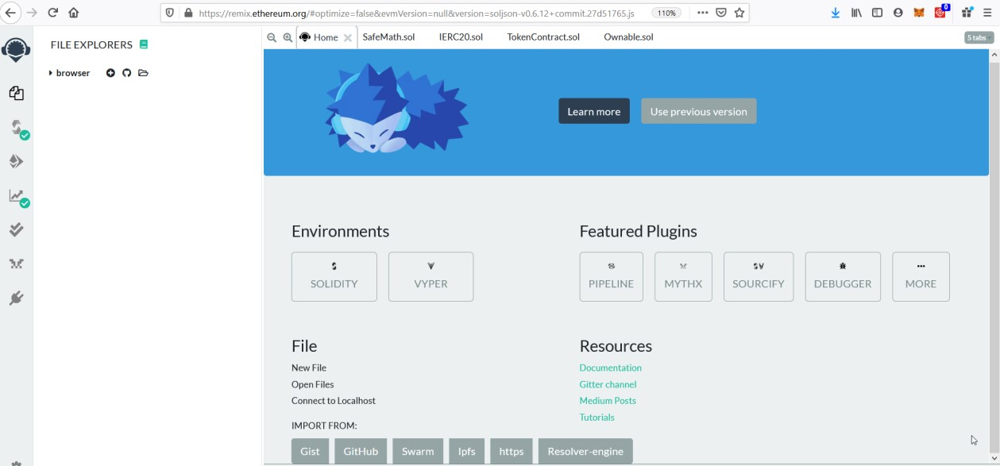 https://remix.ethereum.org/#optimize=false&evmVersion=null&version=soljson-v0.6.12+commit.27d51765.js 110% 0
FILE EXPLORERS
browser
Home SafeMath.sol IERC20.sol TokenContract.sol Ownable.sol 5 tabs
Learn more Use previous version
Environments
SOLIDITY VYPER
Featured Plugins
PIPELINE MYTHX SOURCIFY DEBUGGER MORE
File
New File
Open Files
Connect to Localhost
IMPORT FROM:
Gist GitHub Swarm Ipfs https Resolver-engine
Resources
Documentation
Gitter channel
Medium Posts
Tutorials